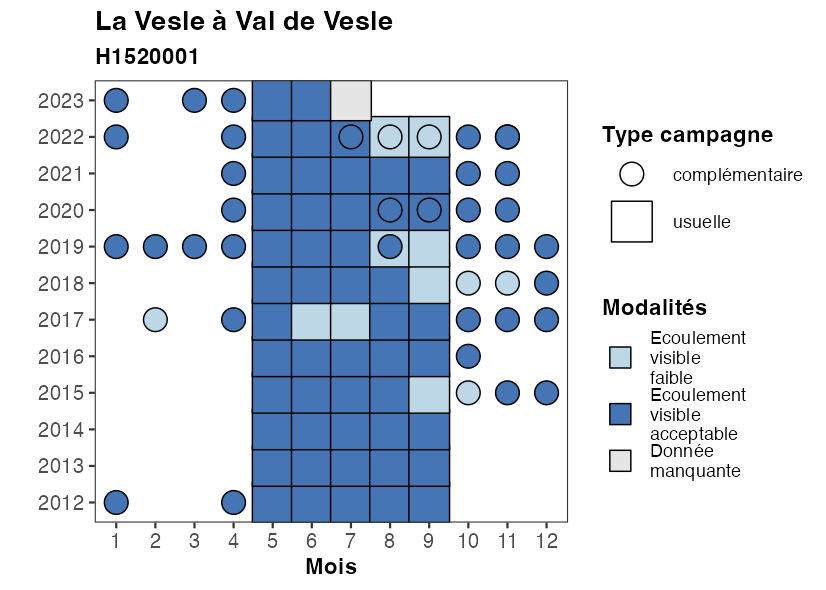 La Vesle à Val de Vesle
H1520001
2023
2022
2021
2020
2019
2018
2017
2016
2015
2014
2013
2012
1 2 3 4 5 6 7 8 9 10 11 12
Mois
Type campagne
complémentaire
usuelle
Modalités
Ecoulement
visible
faible
Ecoulement
visible
acceptable
Donnée
manquante